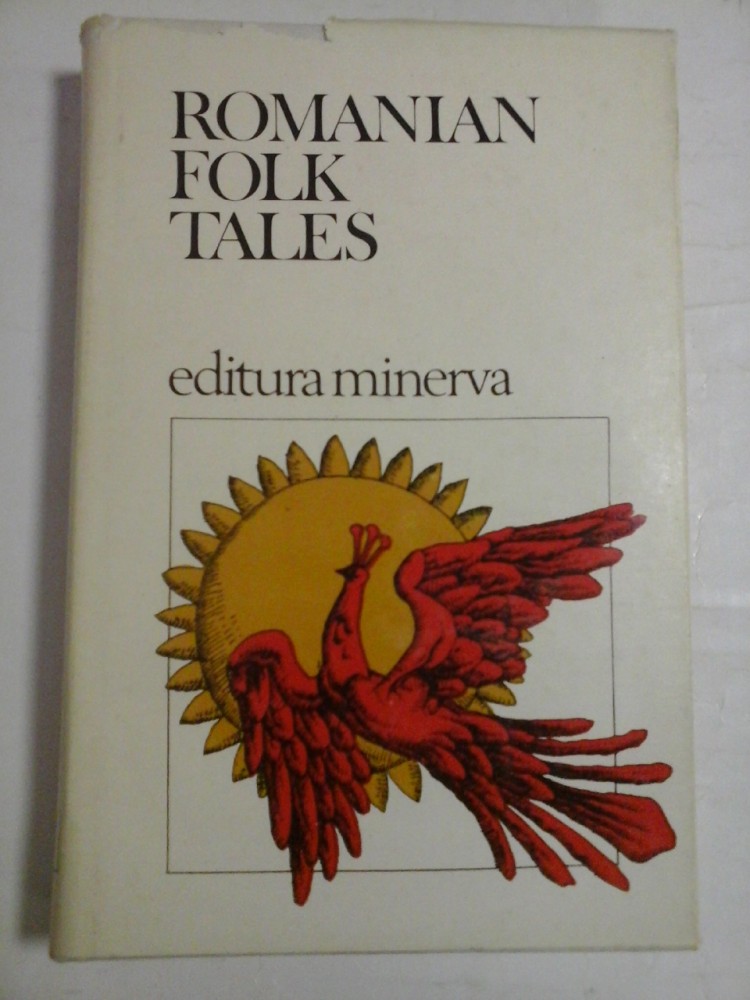 ROMANIAN
FOLK
TALES
editura minerva